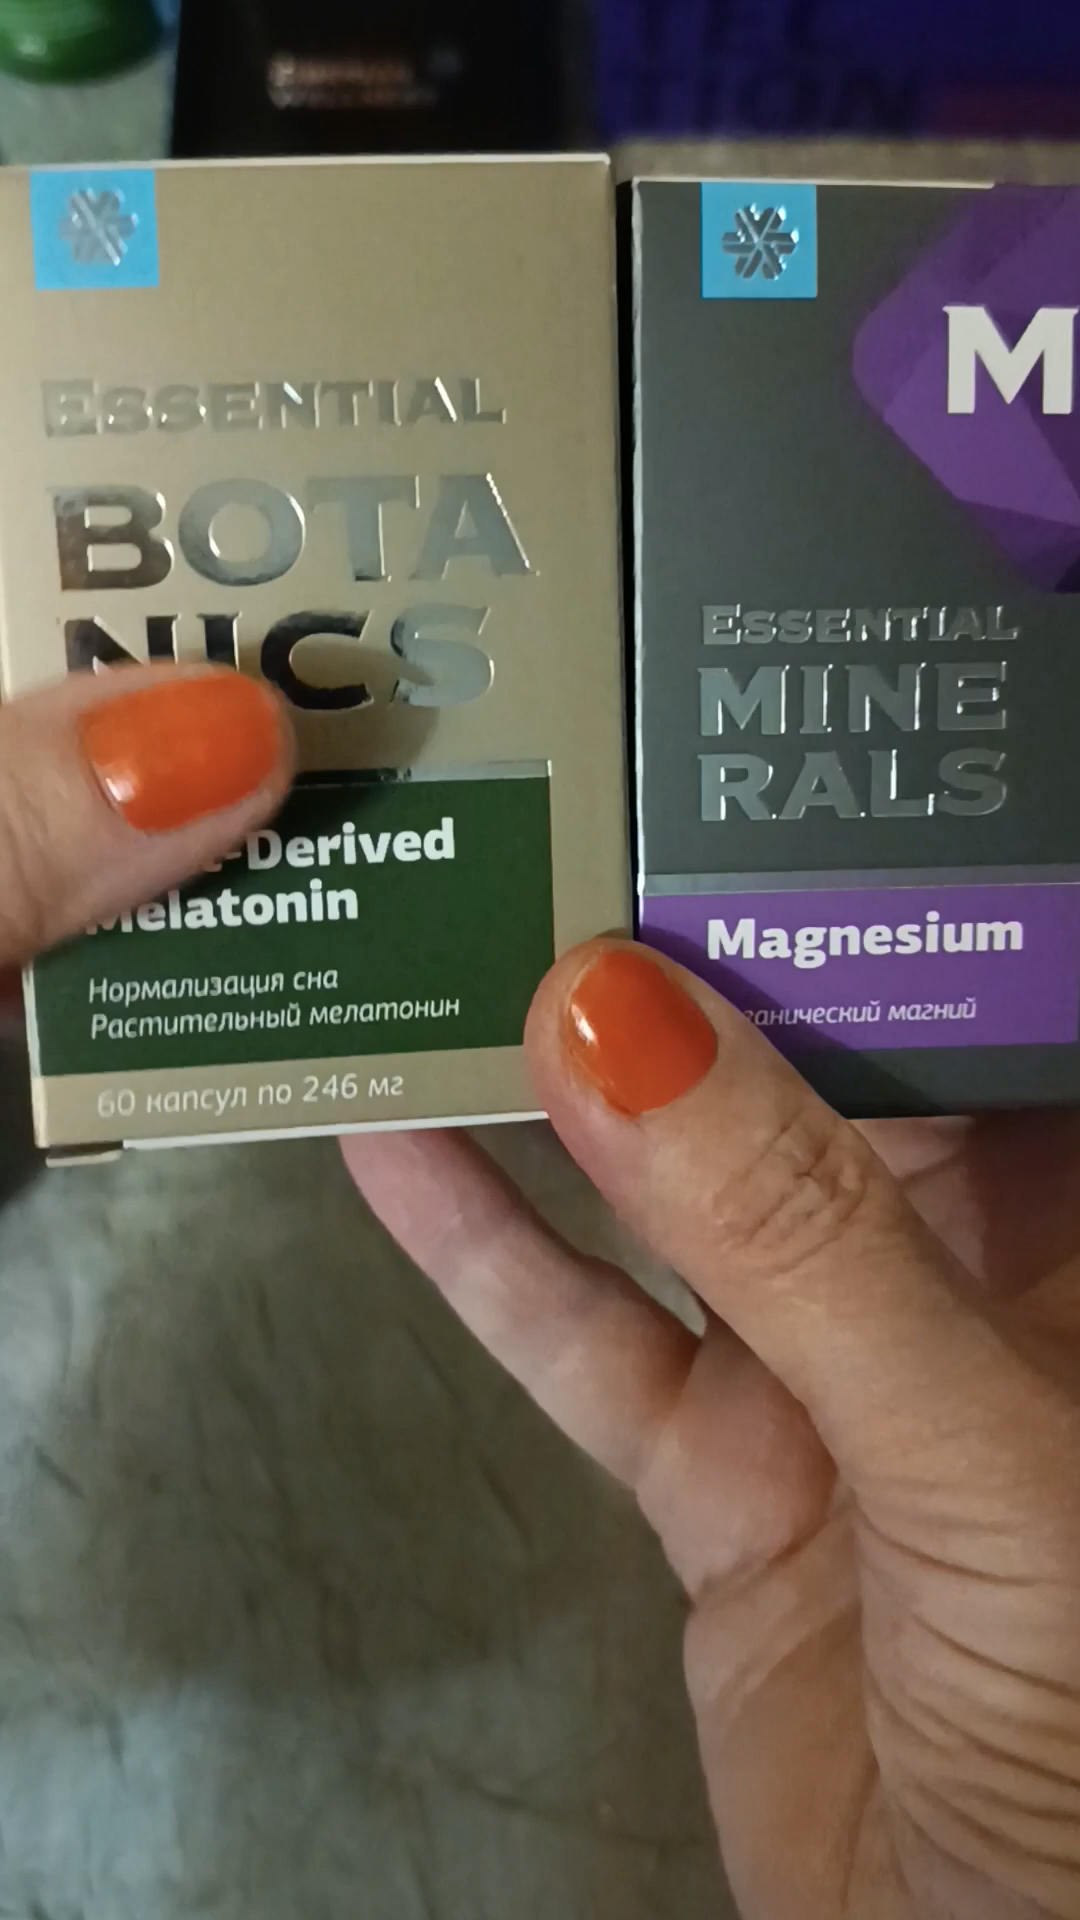 TION
ESSENTIAL
BOTA
NICS
-Derived
Melatonin
Нормализация сна
Растительный мелатонин
60 капсул по 246 мг
M
ESSENTIAL
MINE
RALS
Magnesium
магний